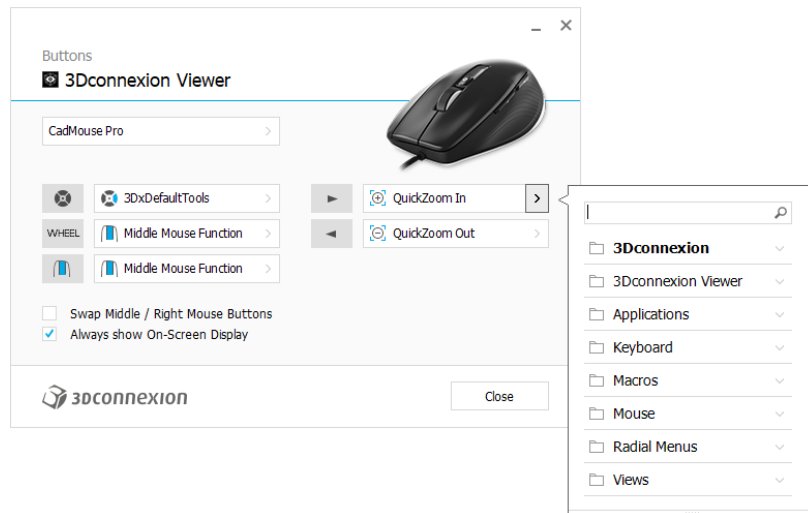 Buttons
3Dconnexion Viewer
CadMouse Pro
3DxDefaultTools
QuickZoom In
WHEEL
Middle Mouse Function
QuickZoom Out
Middle Mouse Function
Swap Middle / Right Mouse Buttons
Always show On-Screen Display
3Dconnexion
Close
3Dconnexion
3Dconnexion Viewer
Applications
Keyboard
Macros
Mouse
Radial Menus
Views